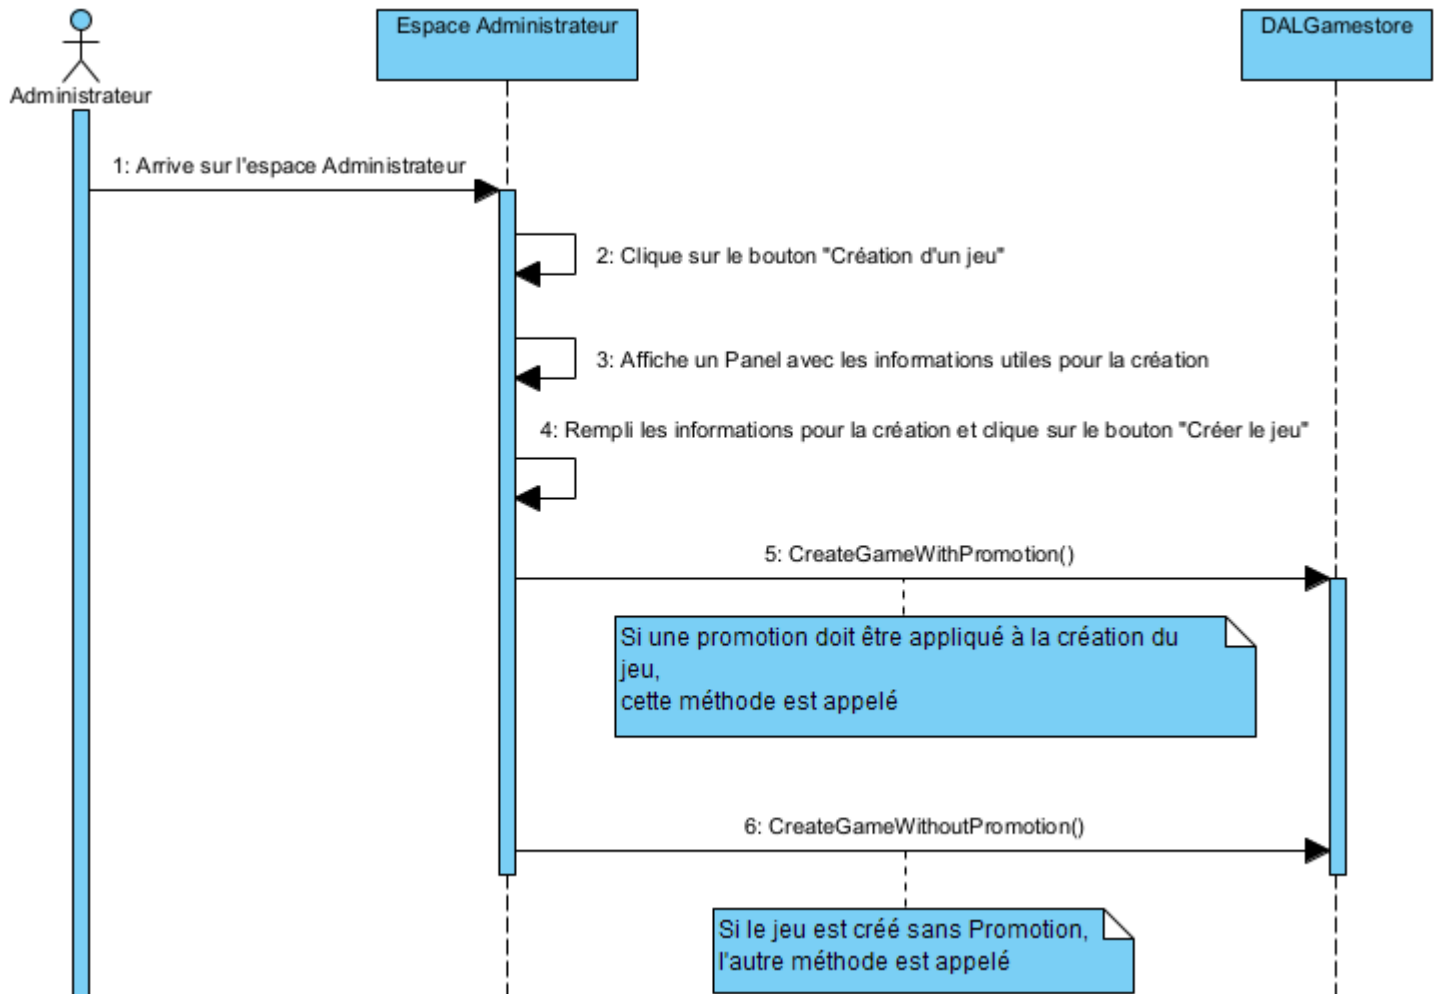 Administrateur
Espace Administrateur
DALGamestore
1: Arrive sur l'espace Administrateur
2: Clique sur le bouton "Création d'un jeu"
3: Affiche un Panel avec les informations utiles pour la création
4: Rempli les informations pour la création et clique sur le bouton "Créer le jeu"
5: CreateGameWithPromotion()
Si une promotion doit être appliqué à la création du
jeu,
cette méthode est appelé
6: CreateGameWithoutPromotion()
Si le jeu est créé sans Promotion,
l'autre méthode est appelé